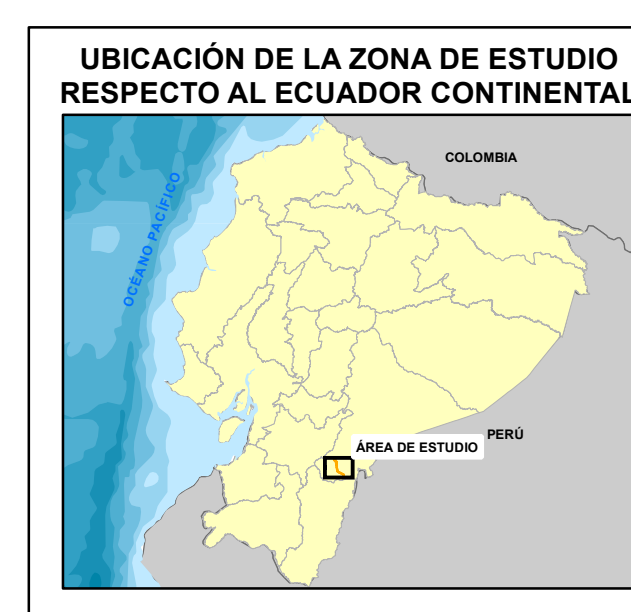 UBICACIÓN DE LA ZONA DE ESTUDIO
RESPECTO AL ECUADOR CONTINENTAL
COLOMBIA
OCÉANO PACÍFICO
PERÚ
ÁREA DE ESTUDIO